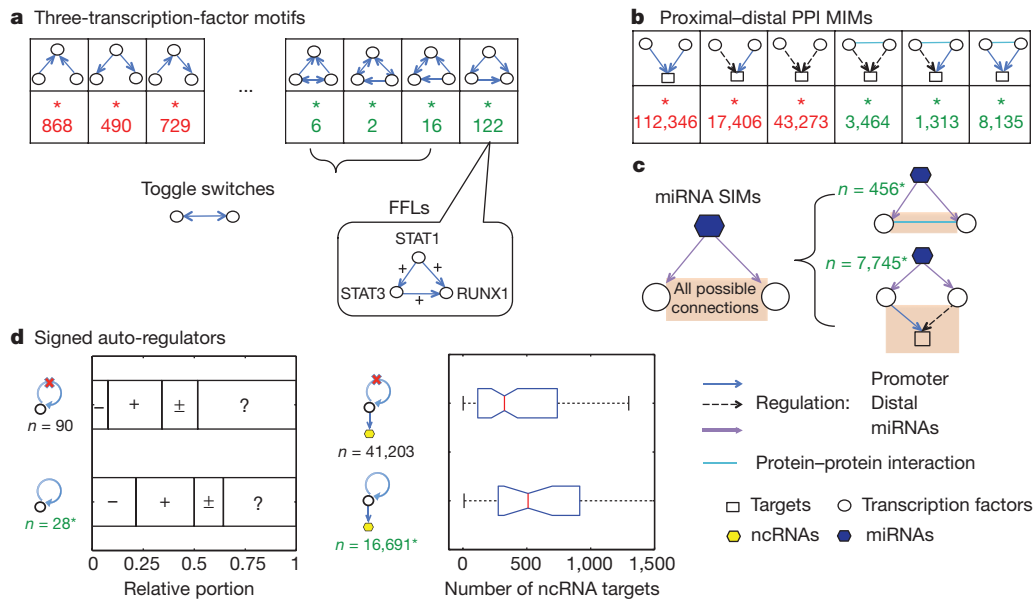 a Three-transcription-factor motifs
* * * ... * * * *
868 490 729 6 2 16 122
Toggle switches
FFLs
STAT1
+ +
STAT3 + RUNX1
b Proximal–distal PPI MIMs
* * * * * *
112,346 17,406 43,273 3,464 1,313 8,135
c
miRNA SIMs
All possible
connections
n = 456*
n = 7,745*
d Signed auto-regulators
n = 90
– + ± ?
n = 28*
– + ± ?
0 0.25 0.5 0.75 1
Relative portion
n = 41,203
n = 16,691*
0 500 1,000 1,500
Number of ncRNA targets
Promoter
Regulation: Distal
miRNAs
Protein–protein interaction
Targets Transcription factors
ncRNAs miRNAs